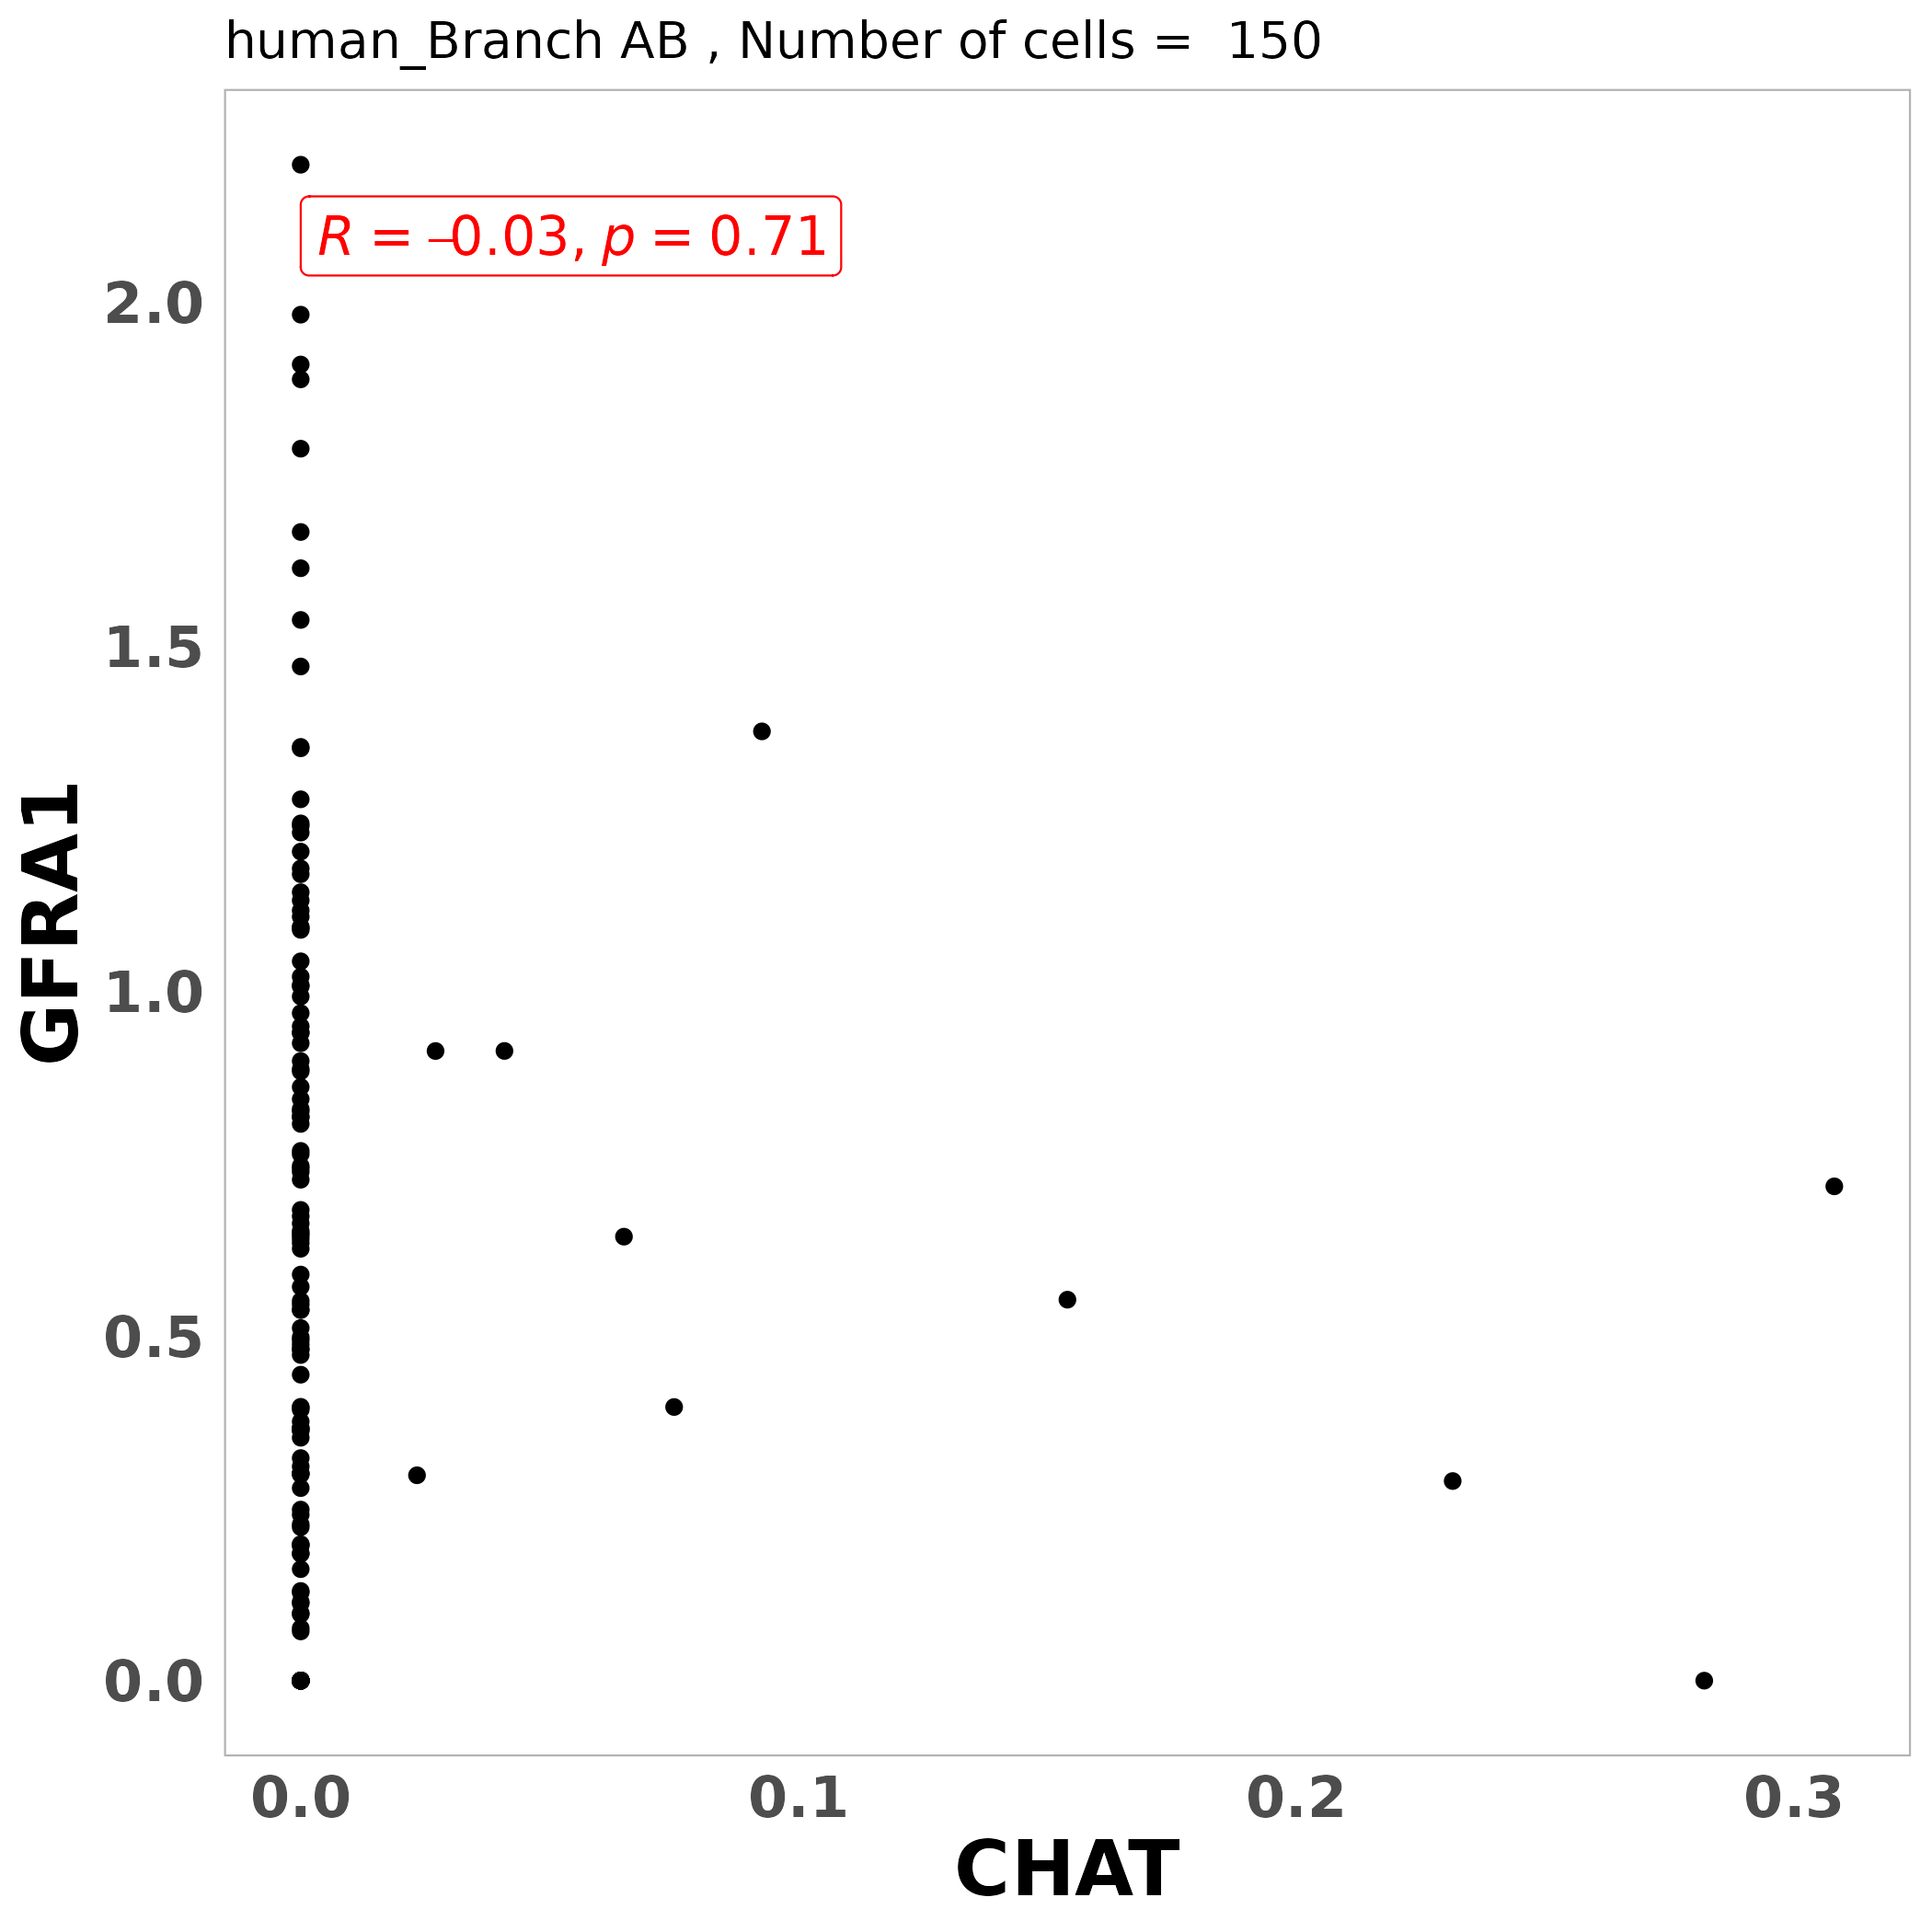 human_Branch AB , Number of cells =  150
R = –0.03, p = 0.71
2.0
1.5
1.0
0.5
0.0
GFRA1
0.0 0.1 0.2 0.3
CHAT